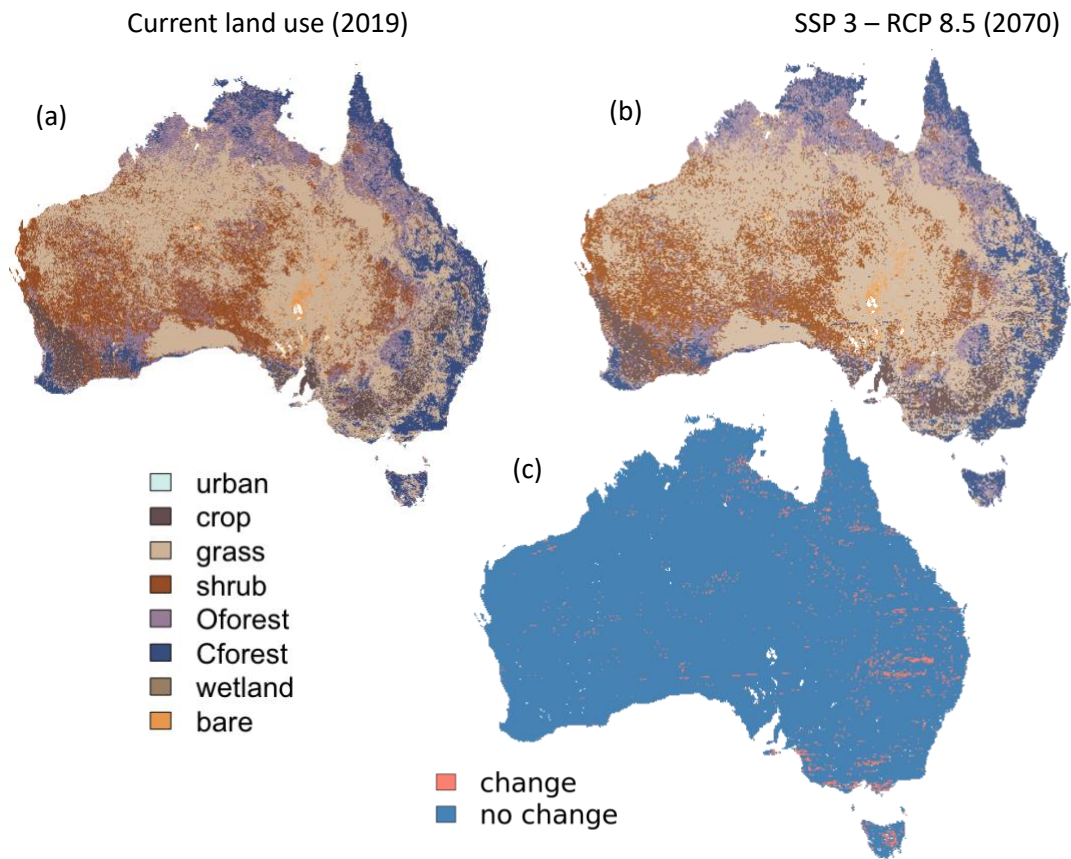 Current land use (2019)
SSP 3 – RCP 8.5 (2070)
(a)
(b)
(c)
urban
crop
grass
shrub
Oforest
Cforest
wetland
bare
change
no change